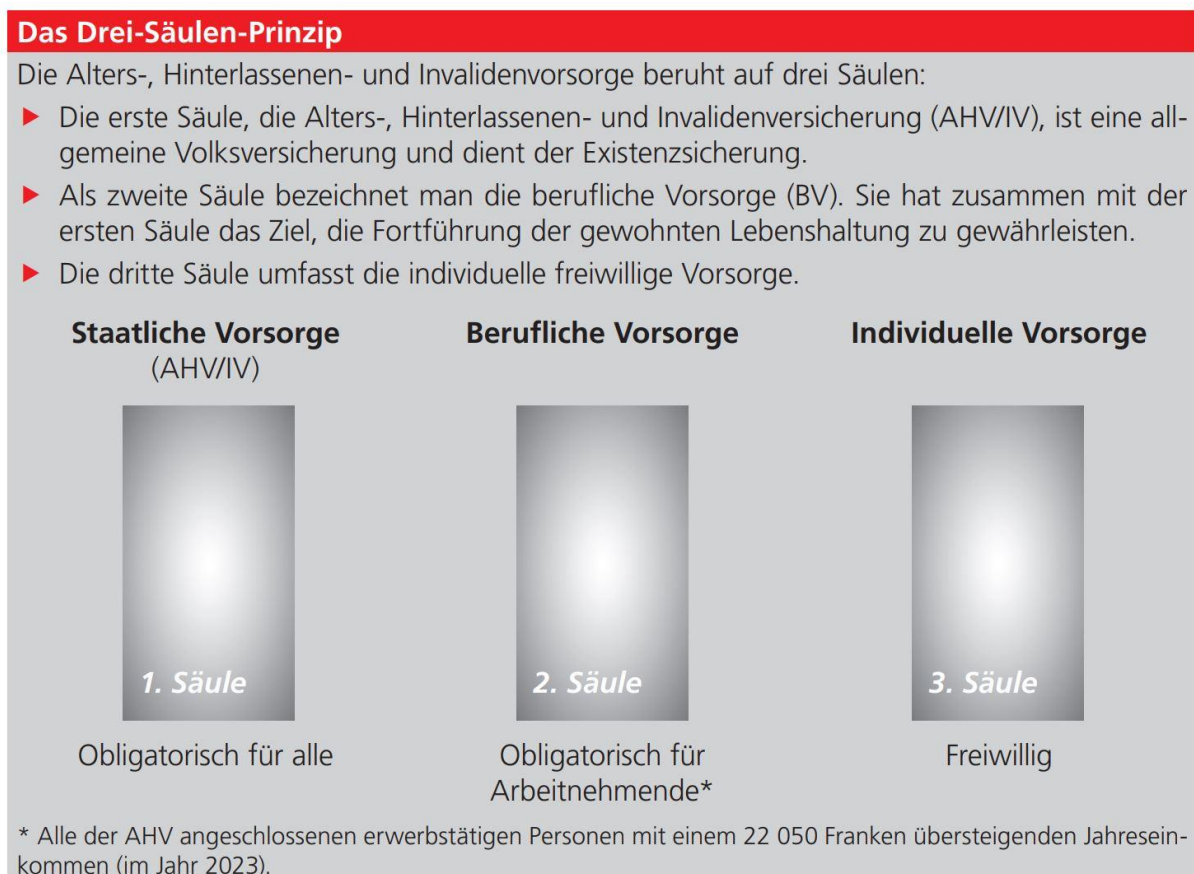 Das Drei-Säulen-Prinzip
Die Alters-, Hinterlassenen- und Invalidenvorsorge beruht auf drei Säulen:
▶ Die erste Säule, die Alters-, Hinterlassenen- und Invalidenversicherung (AHV/IV), ist eine all-
gemeine Volksversicherung und dient der Existenzsicherung.
▶ Als zweite Säule bezeichnet man die berufliche Vorsorge (BV). Sie hat zusammen mit der
ersten Säule das Ziel, die Fortführung der gewohnten Lebenshaltung zu gewährleisten.
▶ Die dritte Säule umfasst die individuelle freiwillige Vorsorge.
Staatliche Vorsorge
(AHV/IV)
Berufliche Vorsorge
Individuelle Vorsorge
1. Säule
2. Säule
3. Säule
Obligatorisch für alle
Obligatorisch für
Arbeitnehmende*
Freiwillig
* Alle der AHV angeschlossenen erwerbstätigen Personen mit einem 22 050 Franken übersteigenden Jahresein-
kommen (im Jahr 2023).